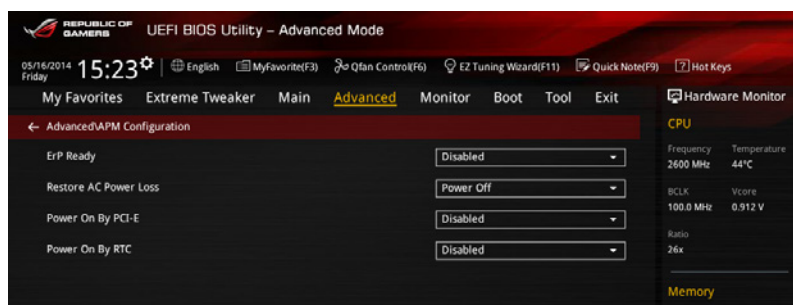 REPUBLIC OF
GAMERS
UEFI BIOS Utility – Advanced Mode
05/16/2014
Friday
15:23
English
MyFavorite(F3)
Qfan Control(F6)
EZ Tuning Wizard(F11)
Quick Note(F9)
? Hot Keys
My Favorites
Extreme Tweaker
Main
Advanced
Monitor
Boot
Tool
Exit
Hardware Monitor
← Advanced\APM Configuration
ErP Ready
Disabled
Restore AC Power Loss
Power Off
Power On By PCI-E
Disabled
Power On By RTC
Disabled
CPU
Frequency Temperature
2600 MHz 44°C
BCLK Vcore
100.0 MHz 0.912 V
Ratio
26x
Memory